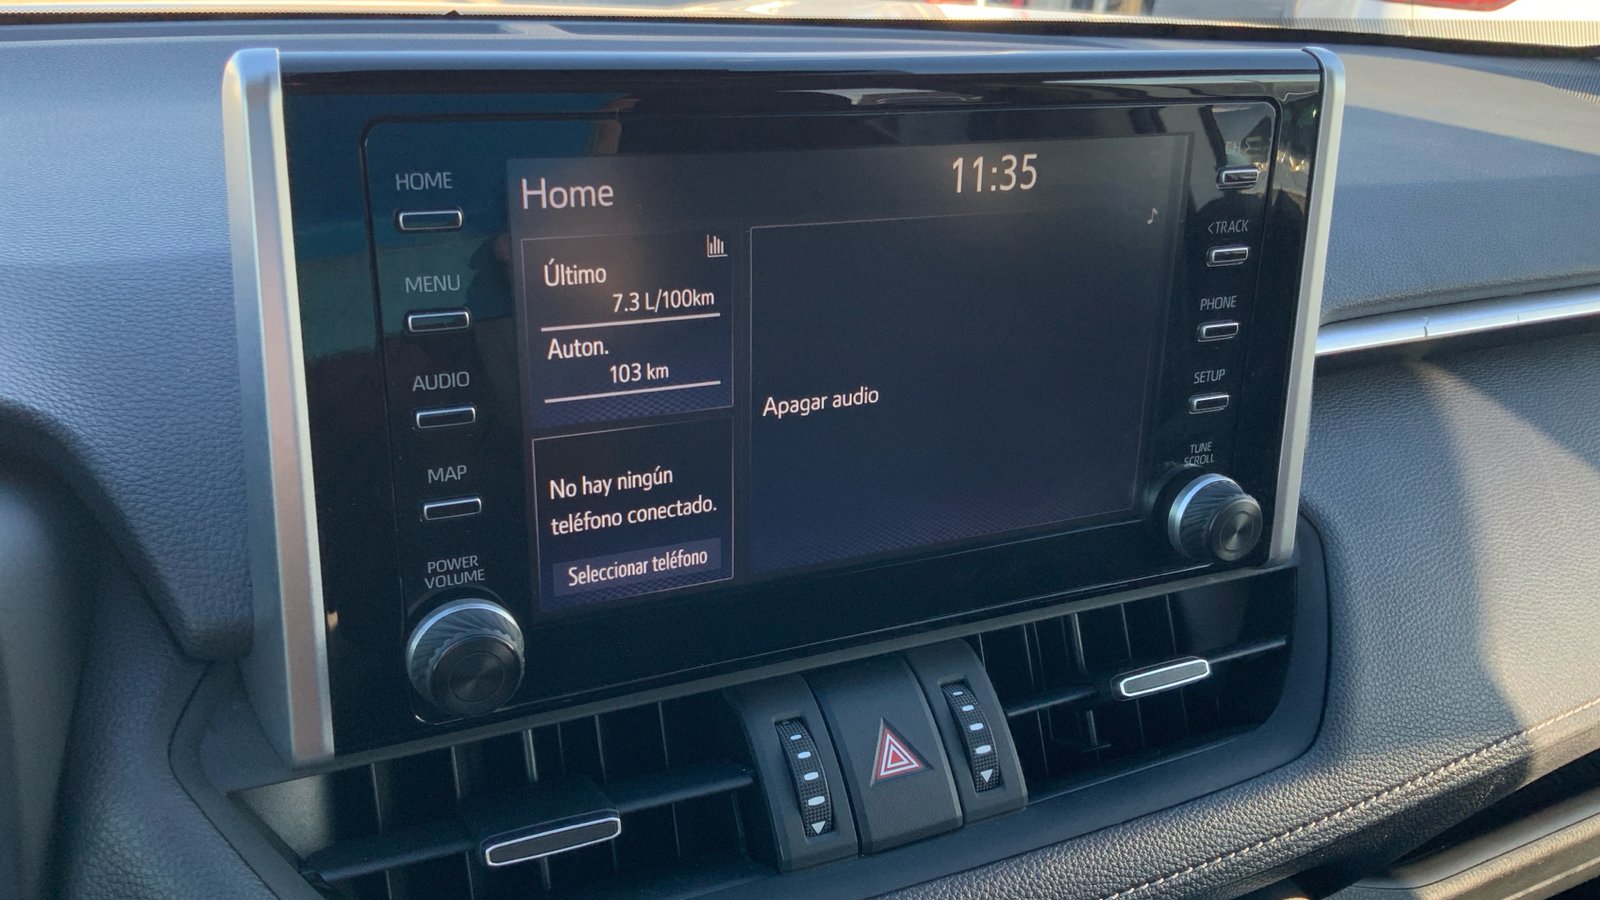 HOME
MENU
AUDIO
MAP
POWER
VOLUME
Home
11:35
Último
7.3 L/100km
Auton.
103 km
No hay ningún
teléfono conectado.
Seleccionar teléfono
Apagar audio
CH>
<TRACK
PHONE
SETUP
TUNE
SCROLL